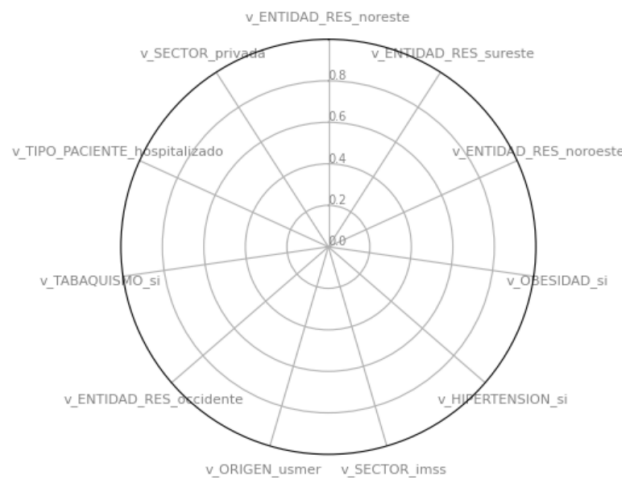 v_ENTIDAD_RES_noreste
v_SECTOR_privada
v_ENTIDAD_RES_sureste
0.8
0.6
v_TIPO_PACIENTE_hospitalizado
0.4
v_ENTIDAD_RES_noroeste
0.2
0.0
v_TABAQUISMO_si
v_OBESIDAD_si
v_ENTIDAD_RES_occidente
v_HIPERTENSION_si
v_ORIGEN_usmer
v_SECTOR_imss